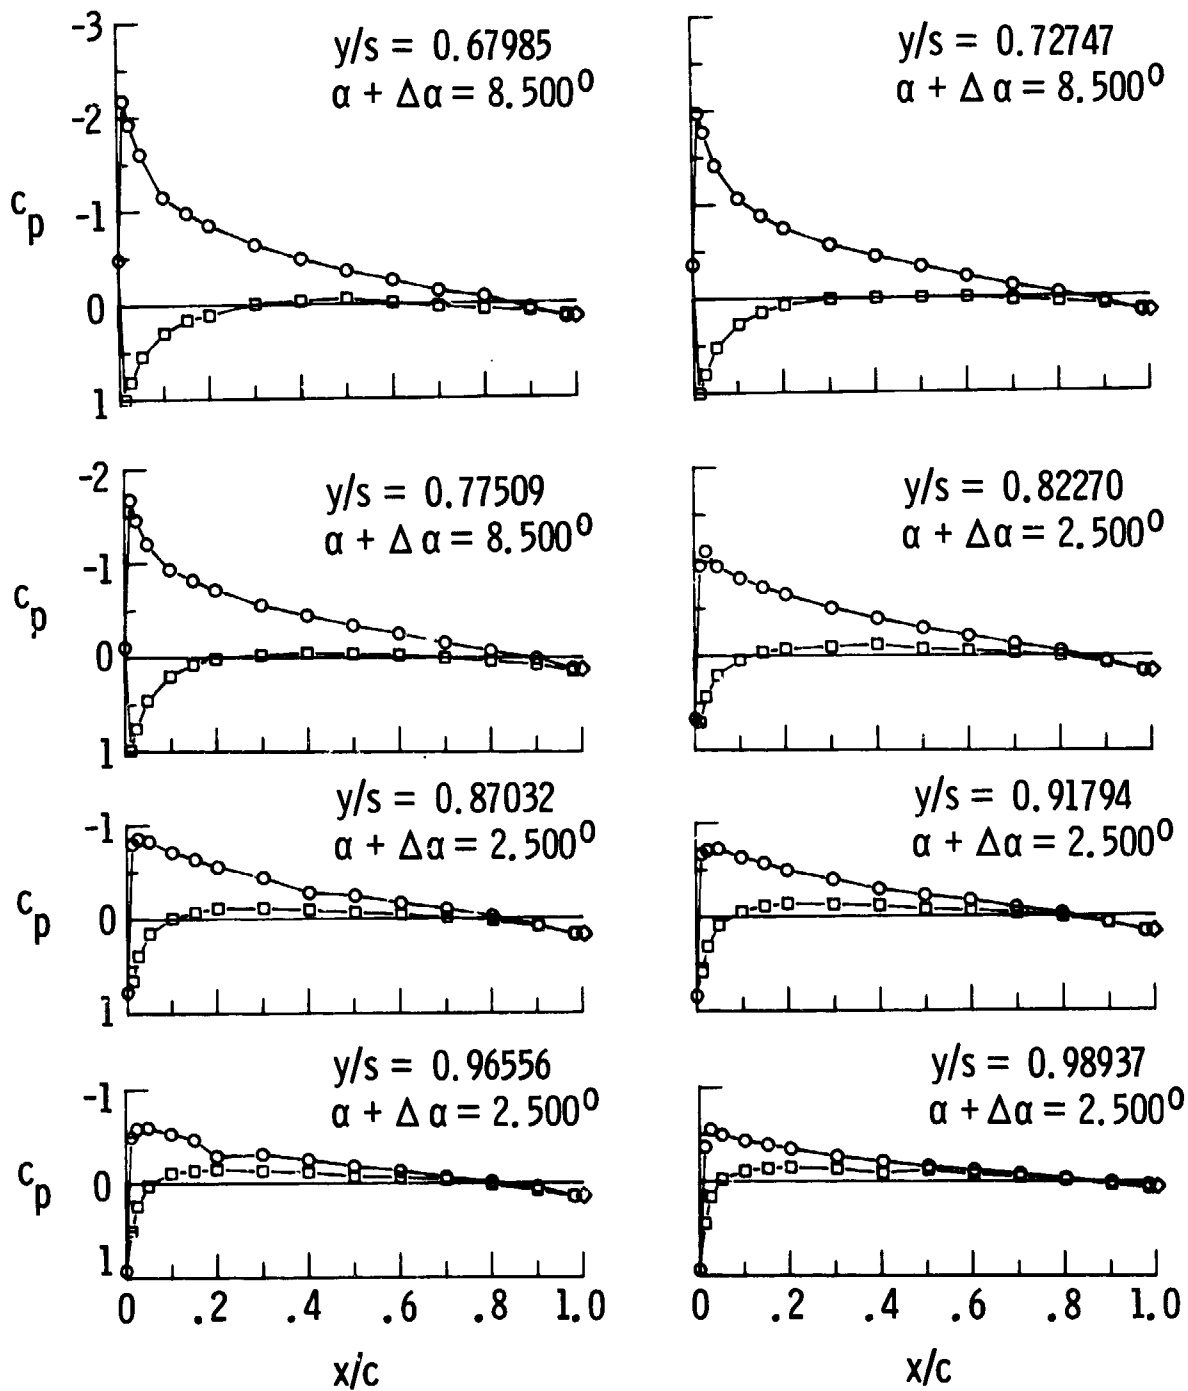 -3
-2
-1
0
1
c_p
y/s = 0.67985
α + Δα = 8.500⁰
y/s = 0.72747
α + Δ α = 8.500⁰
-2
-1
0
1
c_p
y/s = 0.77509
α + Δ α = 8.500⁰
y/s = 0.82270
α + Δα = 2.500⁰
-1
0
1
c_p
y/s = 0.87032
α + Δα = 2.500⁰
y/s = 0.91794
α + Δα = 2.500⁰
-1
0
1
c_p
y/s = 0.96556
α + Δ α = 2.500⁰
y/s = 0.98937
α + Δα = 2.500⁰
0 .2 .4 .6 .8 1.0
x/c
0 .2 .4 .6 .8 1.0
x/c